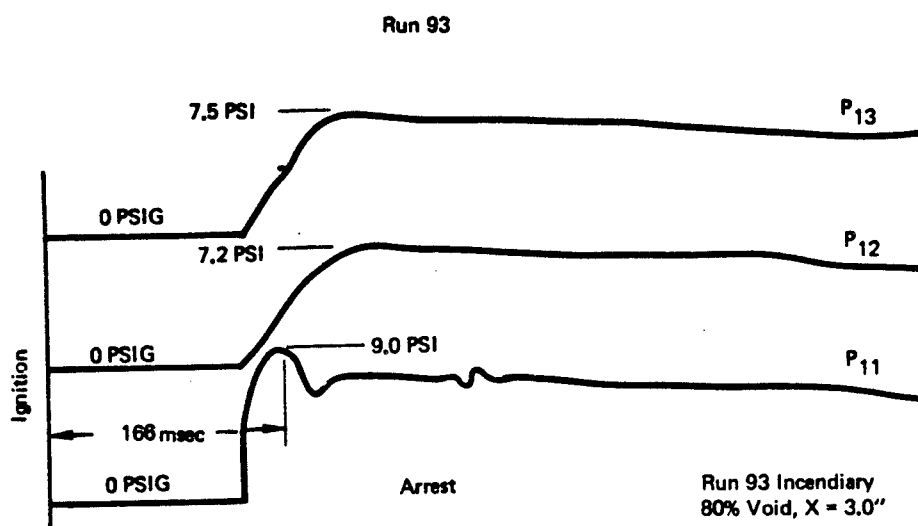 Run 93
7.5 PSI
P13
0 PSIG
7.2 PSI
P12
0 PSIG
9.0 PSI
P11
Ignition
166 msec
0 PSIG
Arrest
Run 93 Incendiary
80% Void, X = 3.0"